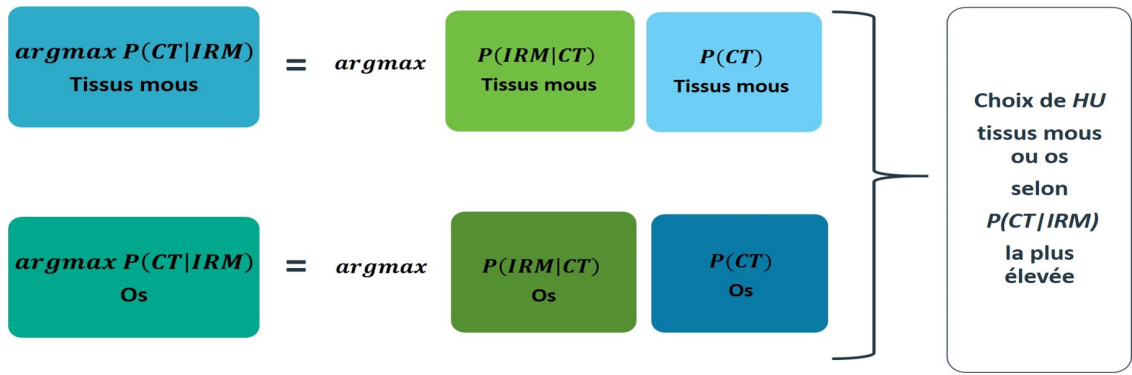 argmax P(CT|IRM)
Tissus mous
=
argmax
P(IRM|CT)
Tissus mous
P(CT)
Tissus mous
argmax P(CT|IRM)
Os
=
argmax
P(IRM|CT)
Os
P(CT)
Os
Choix de HU
tissus mous
ou os
selon
P(CT|IRM)
la plus
élevée